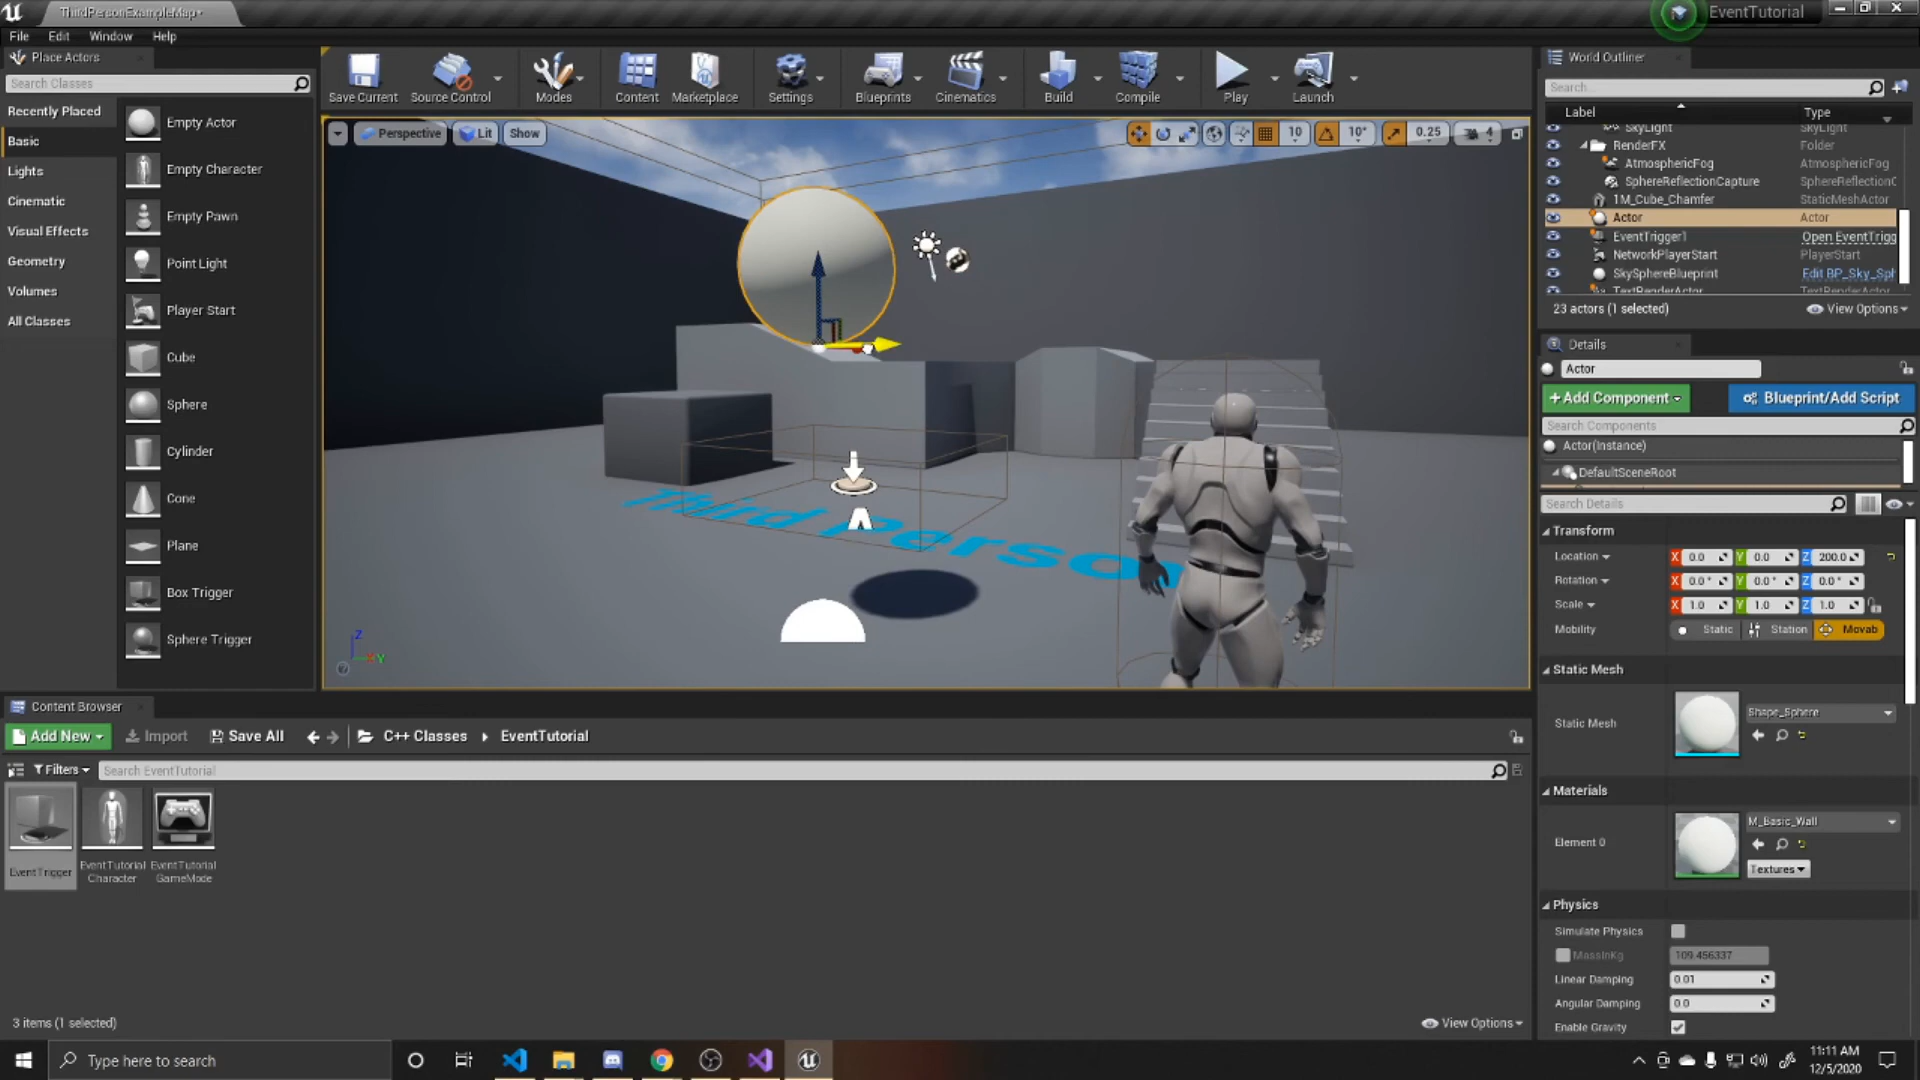 ThirdPersonExampleMap*
EventTutorial
File Edit Window Help
Place Actors
Search Classes
Recently Placed
Basic
Lights
Cinematic
Visual Effects
Geometry
Volumes
All Classes
Empty Actor
Empty Character
Empty Pawn
Point Light
Player Start
Cube
Sphere
Cylinder
Cone
Plane
Box Trigger
Sphere Trigger
Save Current Source Control Modes Content Marketplace Settings Blueprints Cinematics Build Compile Play Launch
Perspective Lit Show 10 10° 0.25 4
Third Person
Z
Y
World Outliner
Search...
Label Type
SkyLight SkyLight
RenderFX Folder
AtmosphericFog AtmosphericFog
SphereReflectionCapture SphereReflectionC
1M_Cube_Chamfer StaticMeshActor
Actor Actor
EventTrigger1 Open EventTrigg
NetworkPlayerStart PlayerStart
SkySphereBlueprint Edit BP_Sky_Sph
TextRenderActor TextRenderActor
23 actors (1 selected) View Options
Details
Actor
+Add Component Blueprint/Add Script
Search Components
Actor(Instance)
DefaultSceneRoot
Search Details
Transform
Location X 0.0 Y 0.0 Z 200.0
Rotation X 0.0° Y 0.0° Z 0.0°
Scale X 1.0 Y 1.0 Z 1.0
Mobility Static Station Movab
Static Mesh
Static Mesh Shape_Sphere
Materials
Element 0 M_Basic_Wall
Textures
Physics
Simulate Physics
MassInKg 109.456337
Linear Damping 0.01
Angular Damping 0.0
Enable Gravity
Content Browser
Add New Import Save All C++ Classes EventTutorial
Filters Search EventTutorial
EventTrigger
EventTutorial
Character
EventTutorial
GameMode
3 items (1 selected) View Options
Type here to search
11:11 AM
12/5/2020